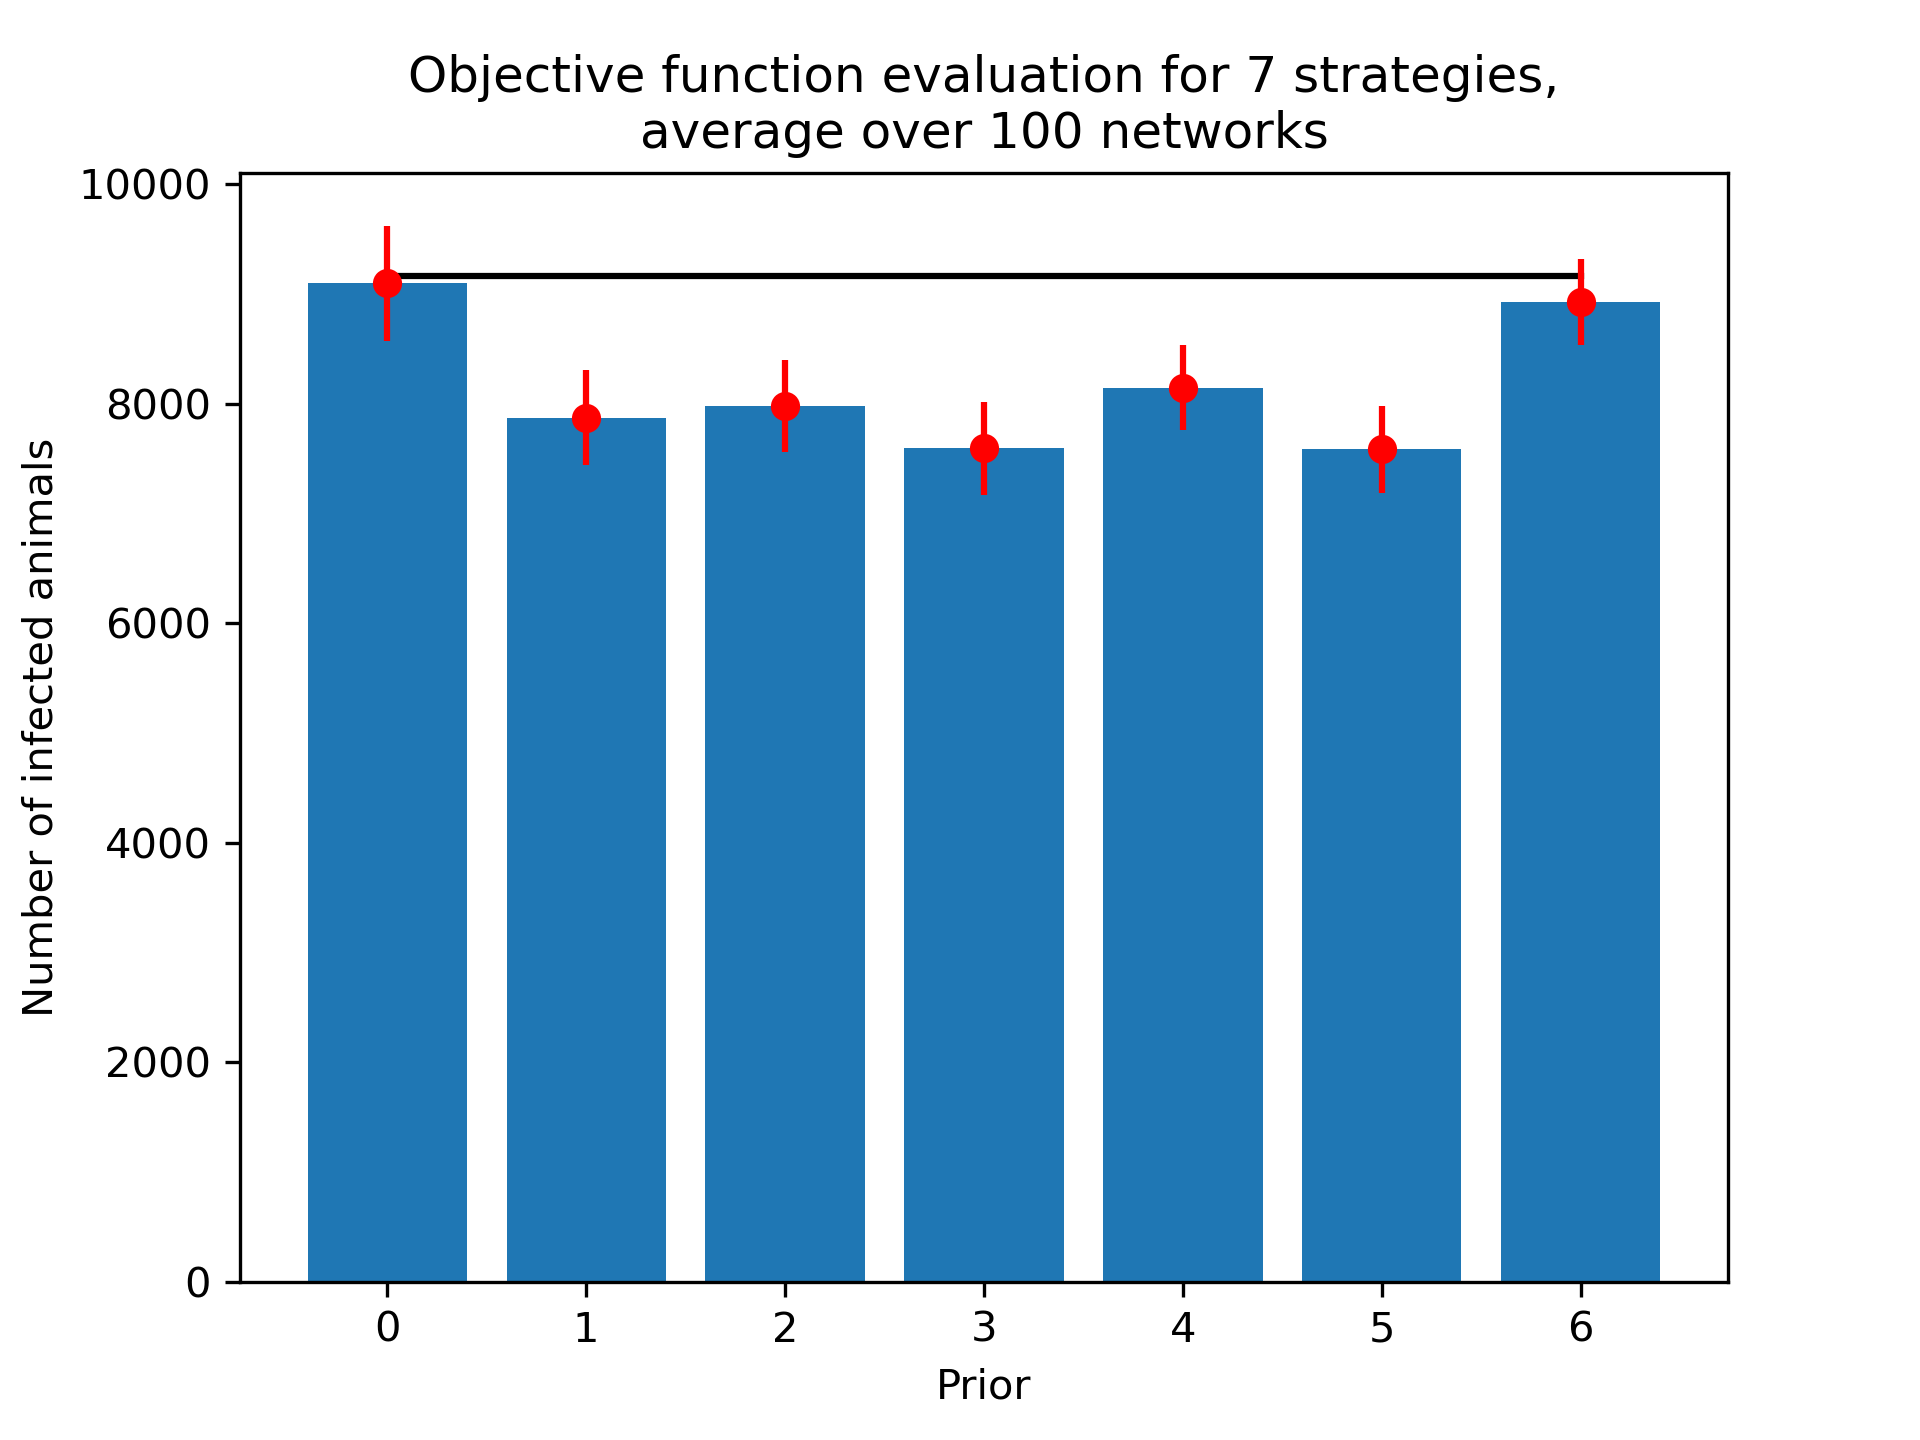 Objective function evaluation for 7 strategies,
average over 100 networks
10000
8000
6000
4000
2000
0
Number of infected animals
0 1 2 3 4 5 6
Prior